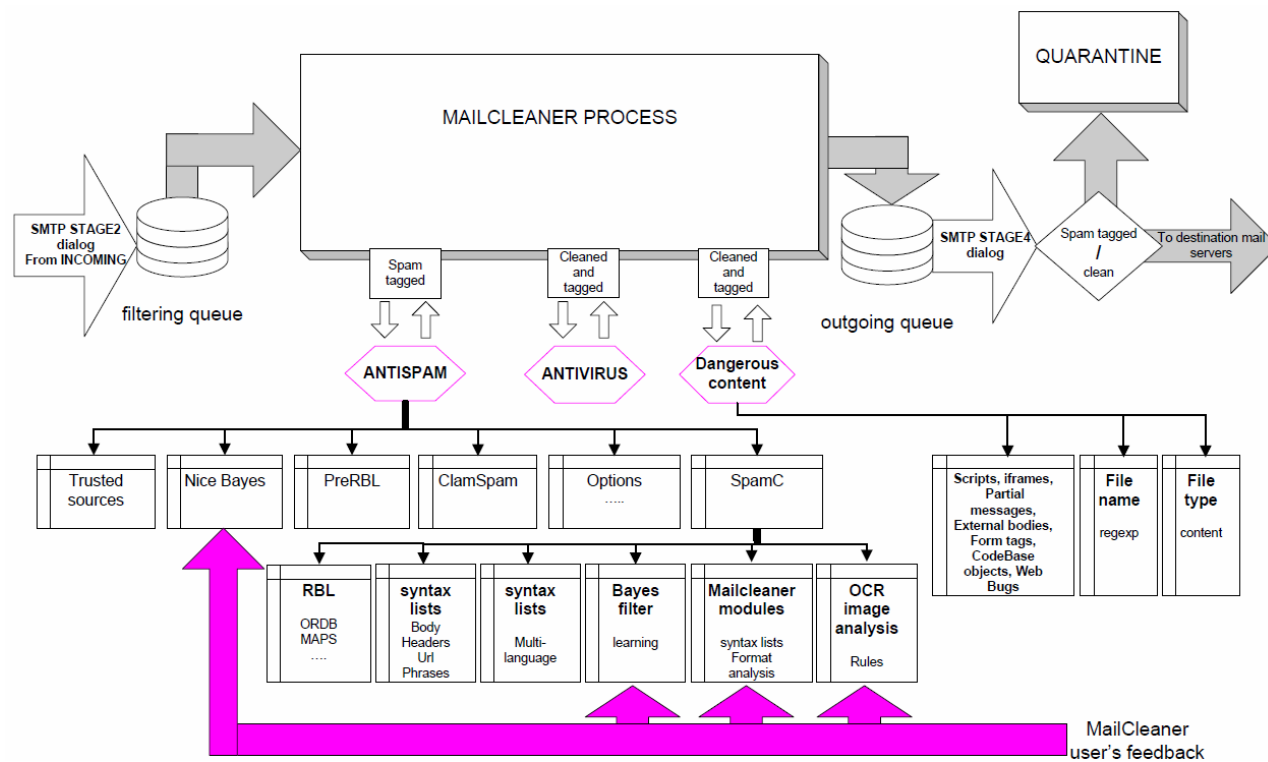 QUARANTINE
MAILCLEANER PROCESS
SMTP STAGE2
dialog
From INCOMING
filtering queue
Spam
tagged
Cleaned
and
tagged
Cleaned
and
tagged
outgoing queue
SMTP STAGE4
dialog
Spam tagged
/
clean
To destination mail
servers
ANTISPAM
ANTIVIRUS
Dangerous
content
Trusted
sources
Nice Bayes
PreRBL
ClamSpam
Options
.....
SpamC
Scripts, iframes,
Partial
messages,
External bodies,
Form tags,
CodeBase
objects, Web
Bugs
File
name
regexp
File
type
content
RBL
ORDB
MAPS
....
syntax
lists
Body
Headers
Url
Phrases
syntax
lists
Multi-
language
Bayes
filter
learning
Mailcleaner
modules
syntax lists
Format
analysis
OCR
image
analysis
Rules
MailCleaner
user's feedback